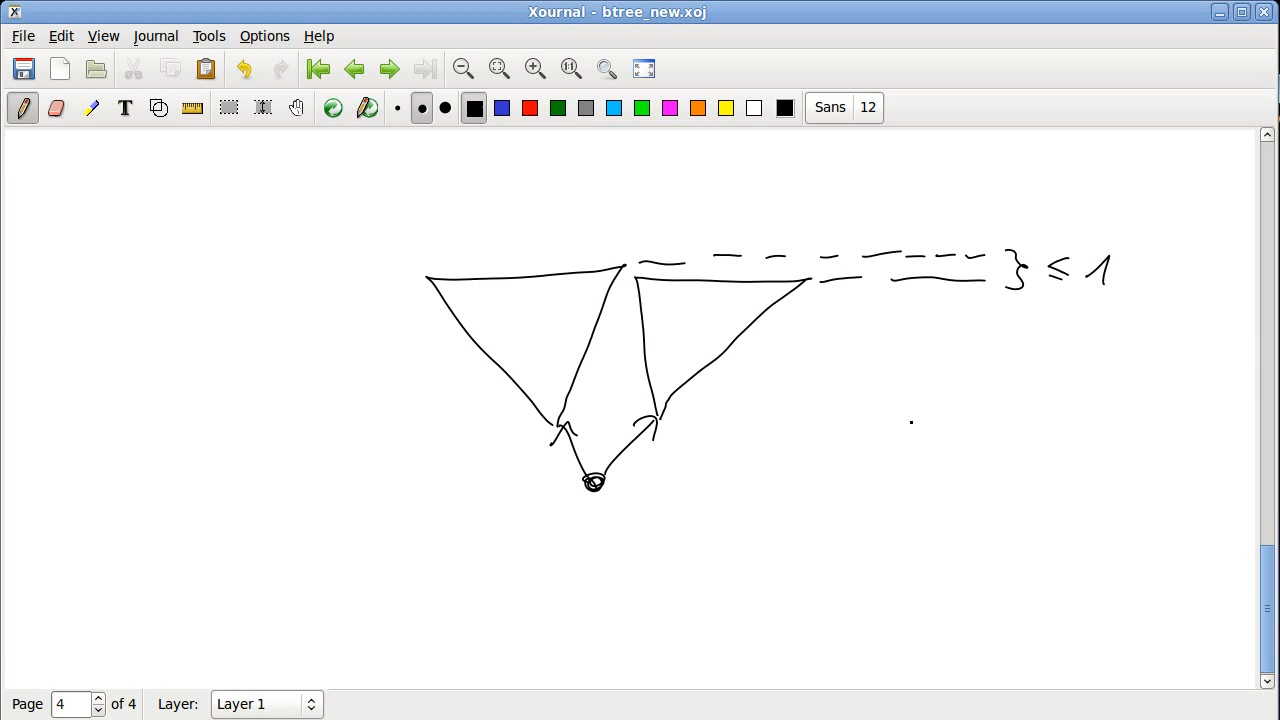 Xournal - btree_new.xoj
File Edit View Journal Tools Options Help
Sans 12
} ≤ 1
Page 4 of 4 Layer: Layer 1